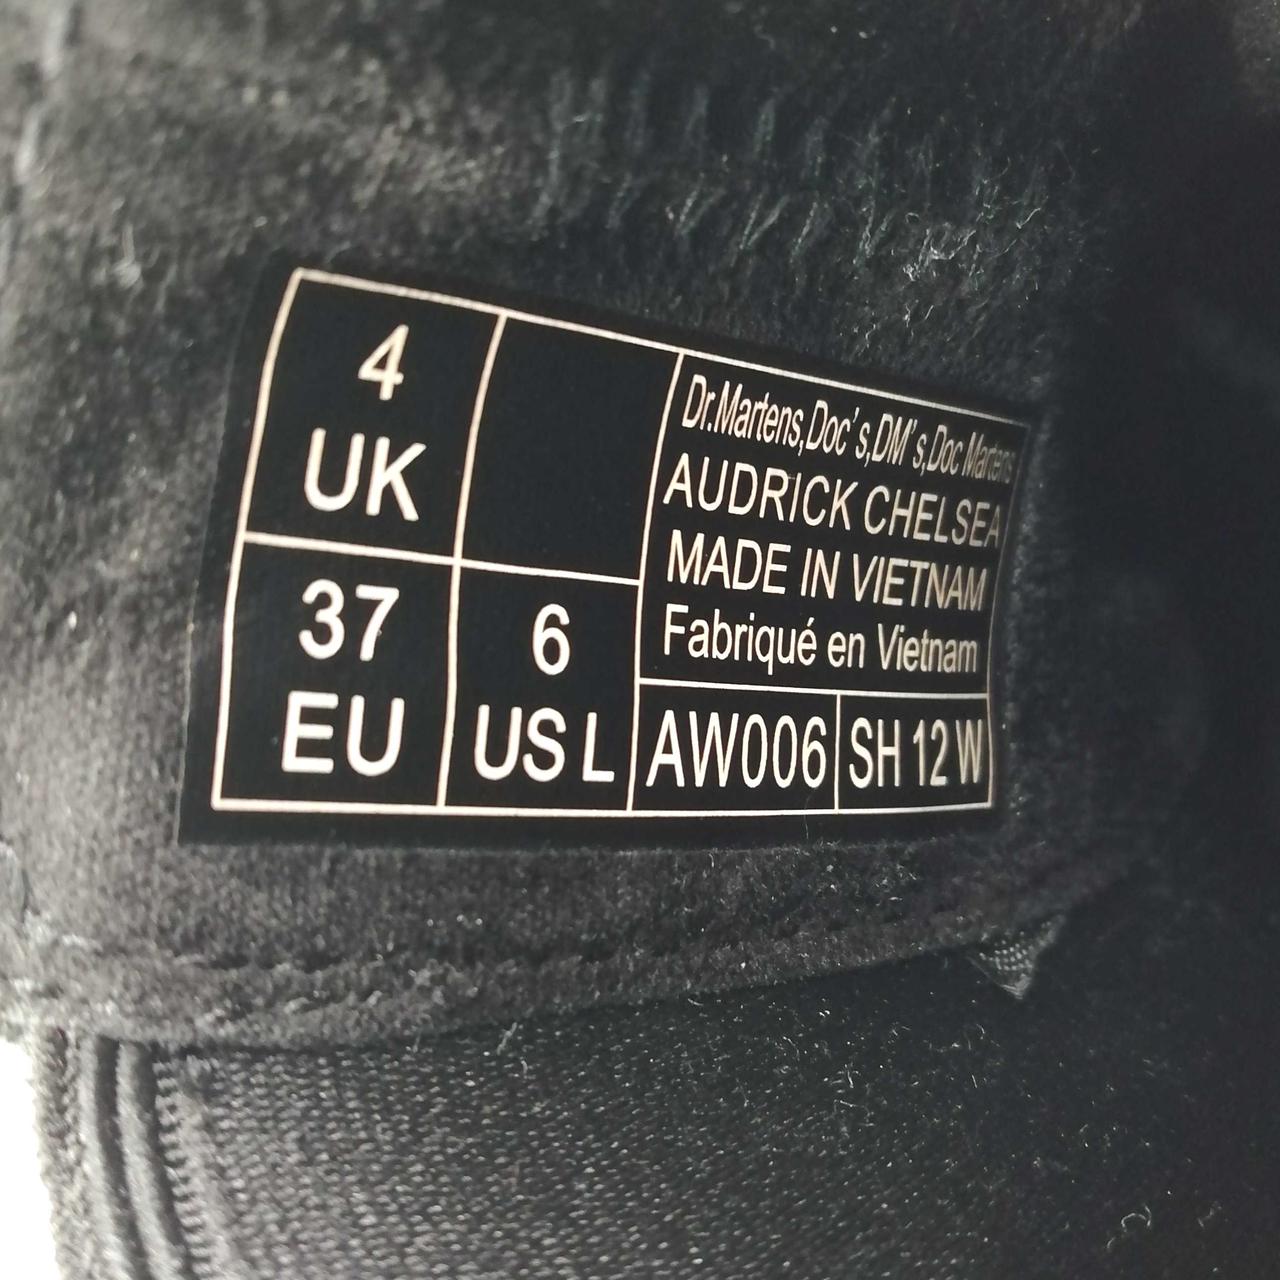 4
UK
37
EU
6
US L
Dr.Martens,Doc's,DM's,Doc Martens
AUDRICK CHELSEA
MADE IN VIETNAM
Fabriqué en Vietnam
AW006
SH 12 W